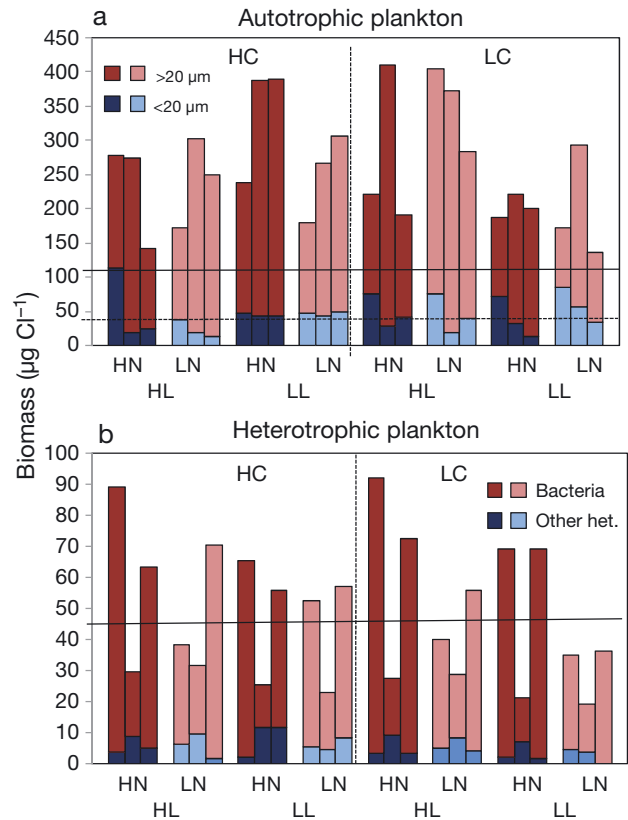 a
Autotrophic plankton
450
400
350
300
250
200
150
100
50
0
HC
LC
>20 µm
<20 µm
HN LN HN LN HN LN HN LN
HL LL HL LL
Biomass (µg Cl⁻¹)
b
Heterotrophic plankton
100
90
80
70
60
50
40
30
20
10
0
HC
LC
Bacteria
Other het.
HN LN HN LN HN LN HN LN
HL LL HL LL